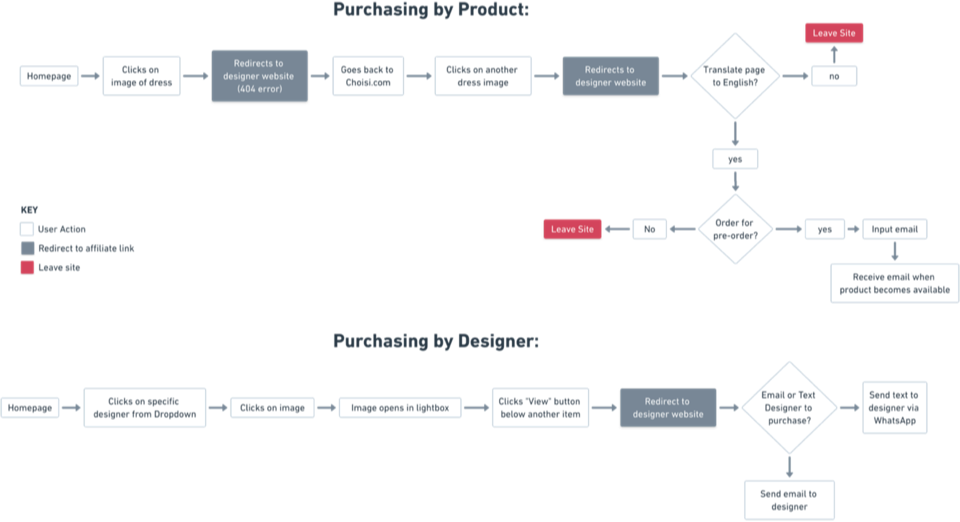 Purchasing by Product:
Homepage
Clicks on
image of dress
Redirects to
designer website
(404 error)
Goes back to
Choisi.com
Clicks on another
dress image
Redirects to
designer website
Translate page
to English?
no
Leave Site
yes
Order for
pre-order?
No
Leave Site
yes
Input email
Receive email when
product becomes available
KEY
User Action
Redirect to affiliate link
Leave site
Purchasing by Designer:
Homepage
Clicks on specific
designer from Dropdown
Clicks on image
Image opens in lightbox
Clicks "View" button
below another item
Redirect to
designer website
Email or Text
Designer to
purchase?
Send text to
designer via
WhatsApp
Send email to
designer